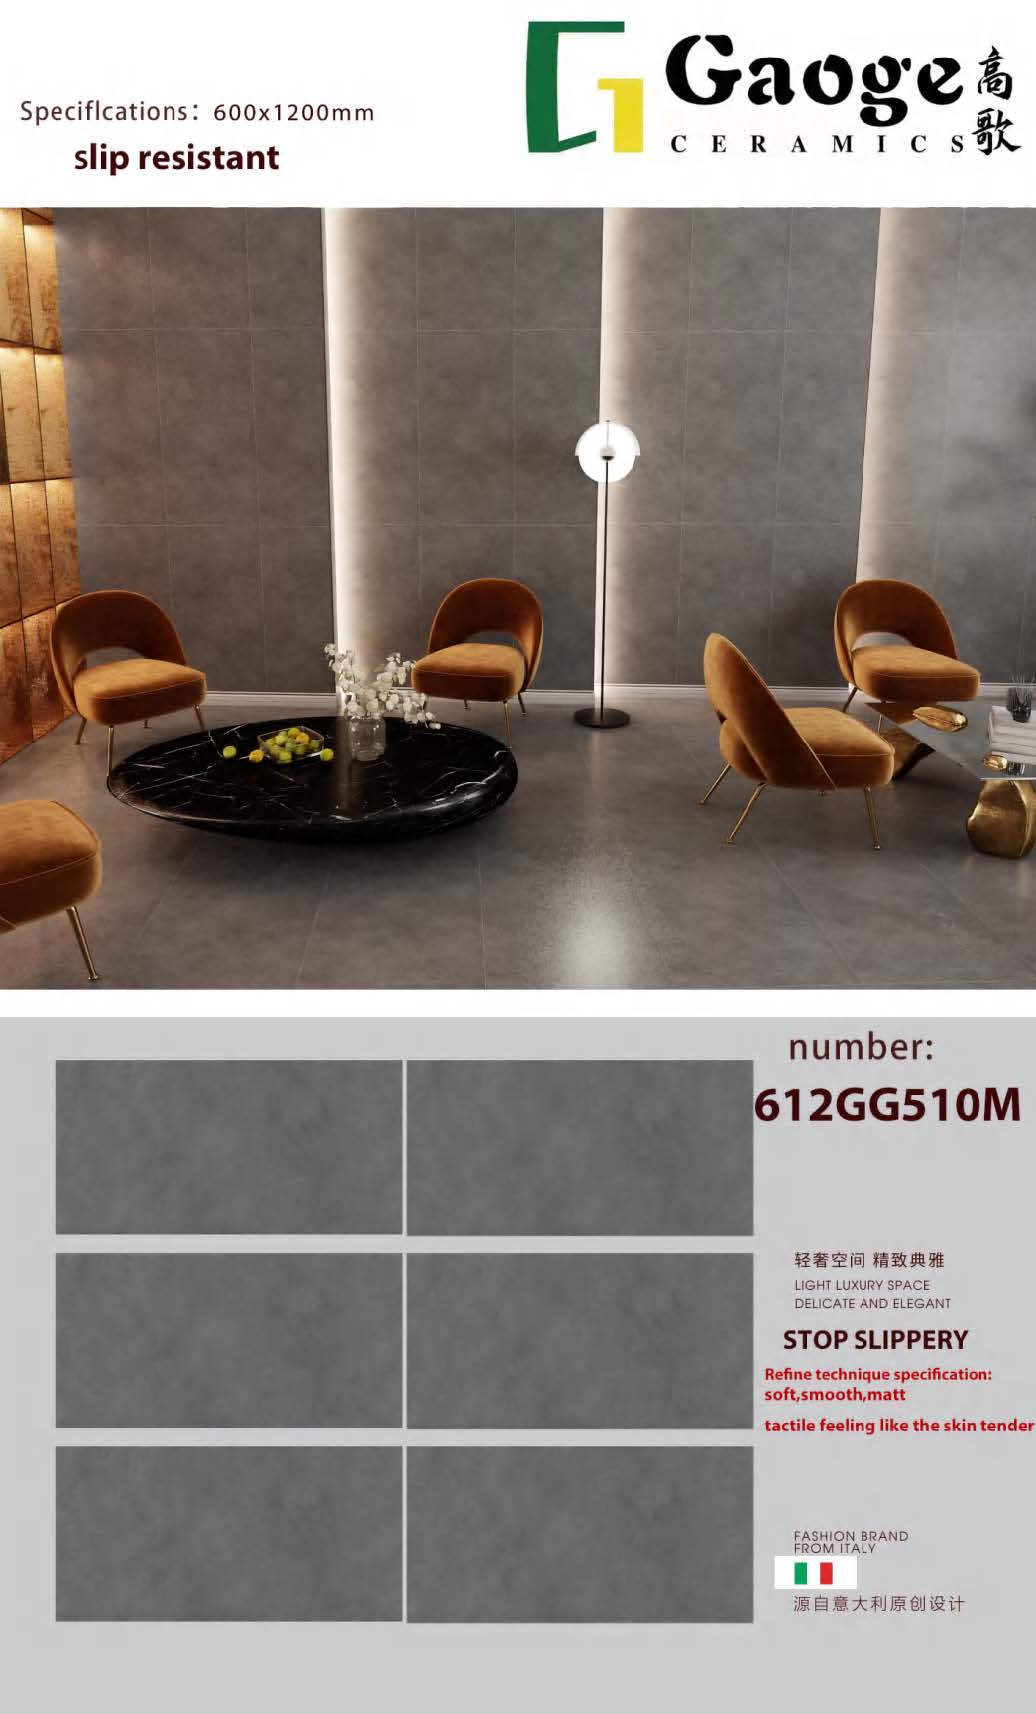 Gaoge 高歌
CERAMICS
Speciflcations：600x1200mm
slip resistant
number:
612GG510M
轻奢空间 精致典雅
LIGHT LUXURY SPACE
DELICATE AND ELEGANT
STOP SLIPPERY
Refine technique specification:
soft,smooth,matt
tactile feeling like the skin tender
FASHION BRAND
FROM ITALY
源自意大利原创设计